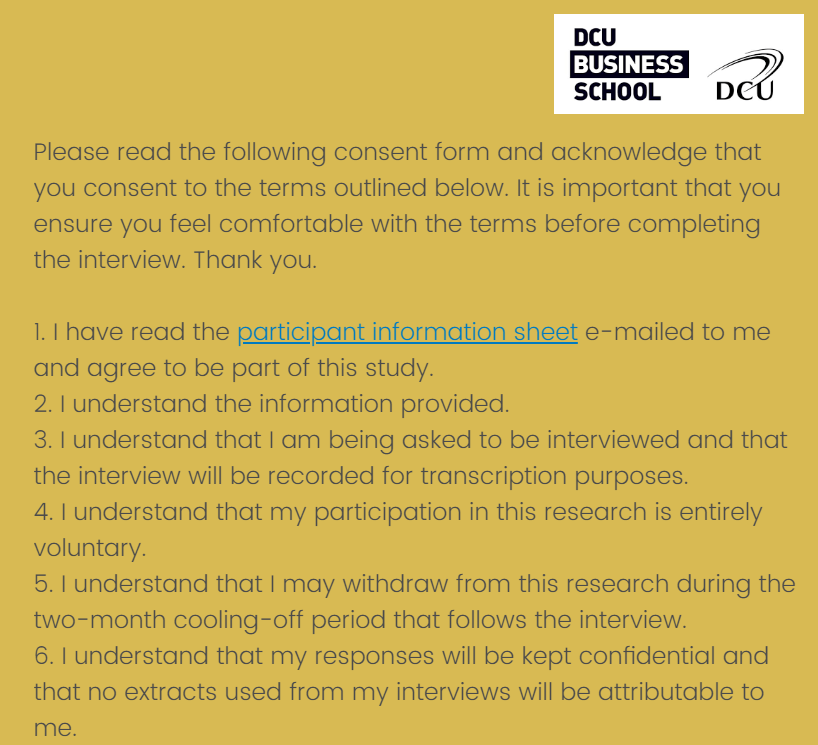 DCU
BUSINESS
SCHOOL
DCU
Please read the following consent form and acknowledge that
you consent to the terms outlined below. It is important that you
ensure you feel comfortable with the terms before completing
the interview. Thank you.
1. I have read the participant information sheet e-mailed to me
and agree to be part of this study.
2. I understand the information provided.
3. I understand that I am being asked to be interviewed and that
the interview will be recorded for transcription purposes.
4. I understand that my participation in this research is entirely
voluntary.
5. I understand that I may withdraw from this research during the
two-month cooling-off period that follows the interview.
6. I understand that my responses will be kept confidential and
that no extracts used from my interviews will be attributable to
me.